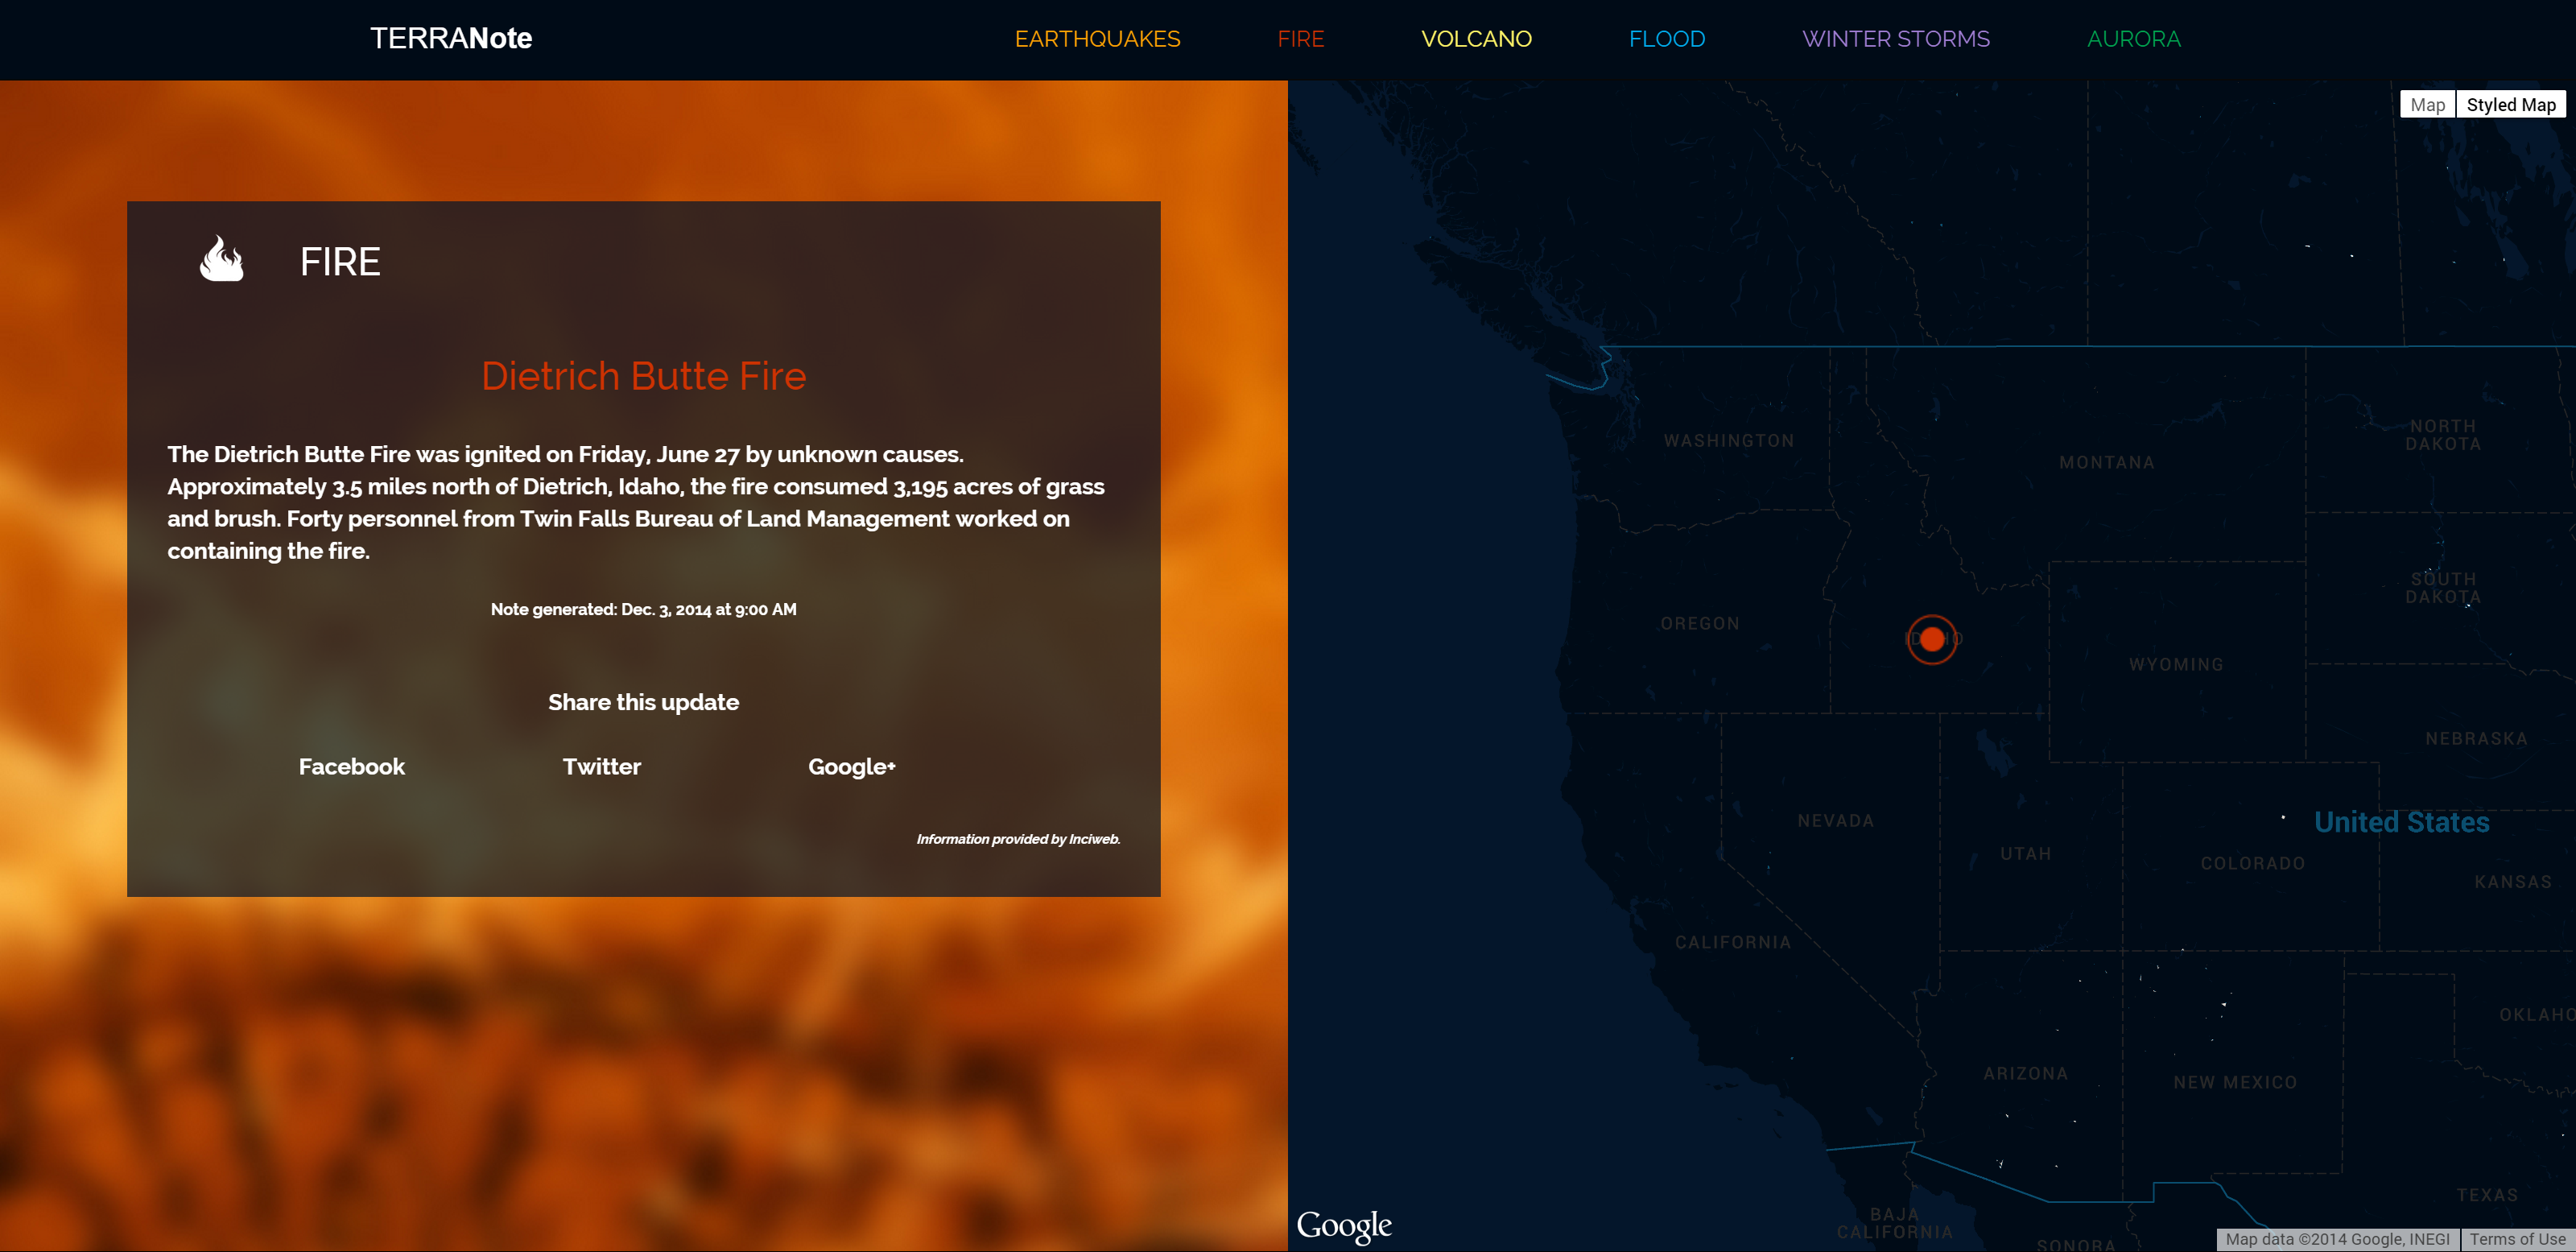 TERRANote
EARTHQUAKES
FIRE
VOLCANO
FLOOD
WINTER STORMS
AURORA
FIRE
Dietrich Butte Fire
The Dietrich Butte Fire was ignited on Friday, June 27 by unknown causes.
Approximately 3.5 miles north of Dietrich, Idaho, the fire consumed 3,195 acres of grass
and brush. Forty personnel from Twin Falls Bureau of Land Management worked on
containing the fire.
Note generated: Dec. 3, 2014 at 9:00 AM
Share this update
Facebook
Twitter
Google+
Information provided by Inciweb.
Map
Styled Map
WASHINGTON
MONTANA
NORTH
DAKOTA
SOUTH
DAKOTA
OREGON
IDAHO
WYOMING
NEBRASKA
NEVADA
UTAH
COLORADO
United States
KANSAS
CALIFORNIA
OKLAHO
ARIZONA
NEW MEXICO
TEXAS
BAJA
CALIFORNIA
SONORA
Google
Map data ©2014 Google, INEGI
Terms of Use